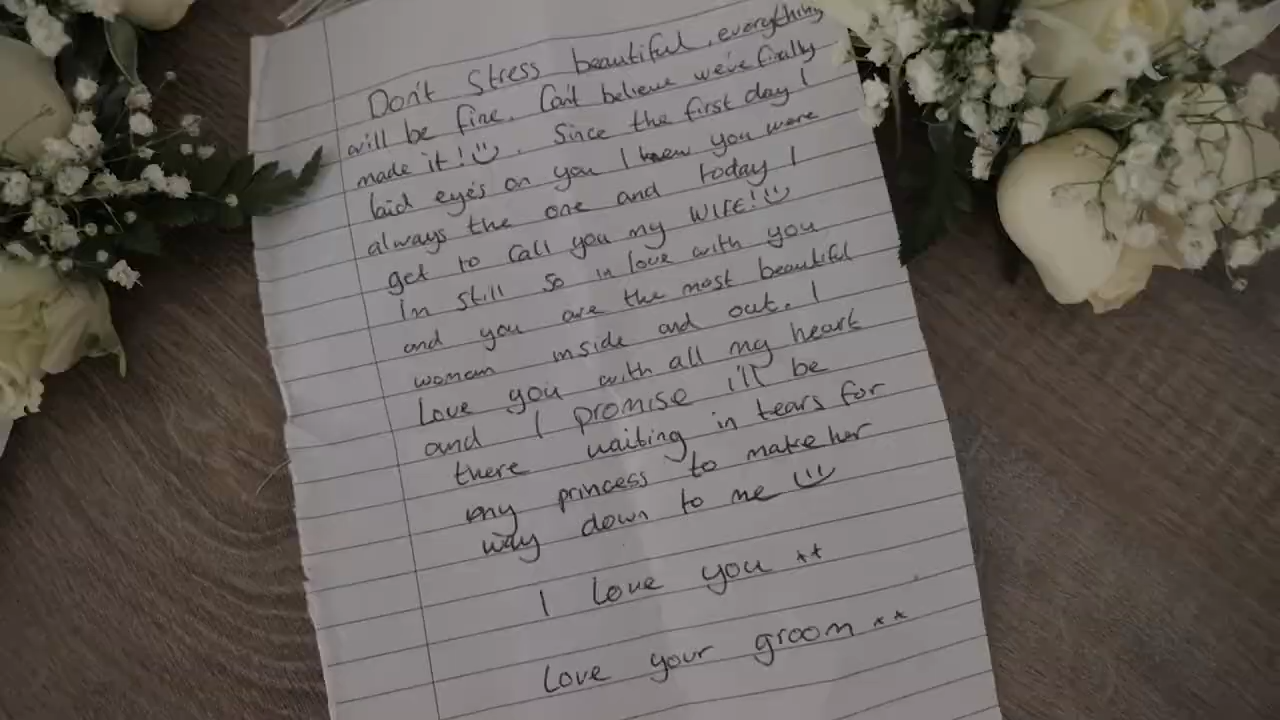 Don't Stress beautiful, everything
will be fine. Can't believe we've finally
made it! :) . Since the first day I
laid eye's on you I knew you were
always the one and today I
get to call you my WIFE! :)
Im still so in love with you
and you are the most beautiful
woman inside and out. I
Love you with all my heart
and I promise i'll be
there waiting in tears for
my princess to make her
way down to me :)
I Love you **
Love your groom **